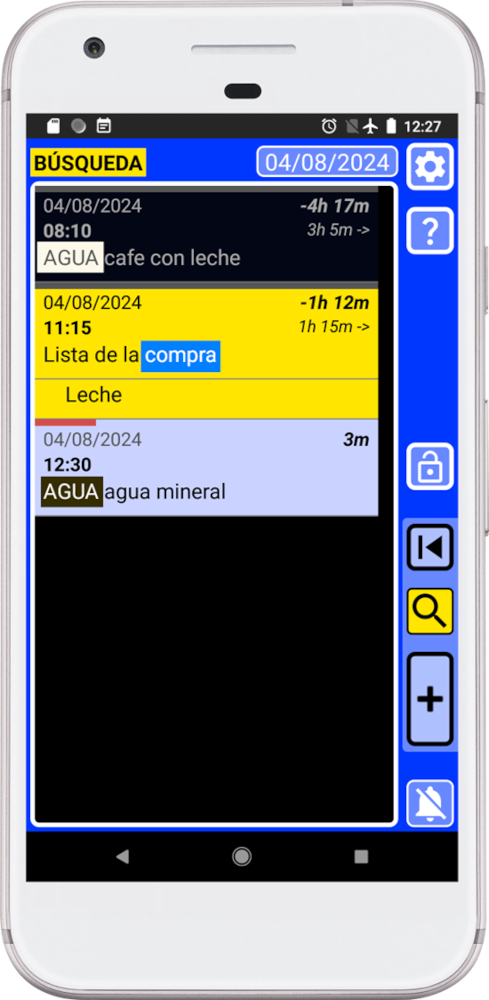 12:27
BÚSQUEDA 04/08/2024
04/08/2024 -4h 17m
08:10 3h 5m ->
AGUA cafe con leche
?
04/08/2024 -1h 12m
11:15 1h 15m ->
Lista de la compra
Leche
04/08/2024 3m
12:30
AGUA agua mineral
+